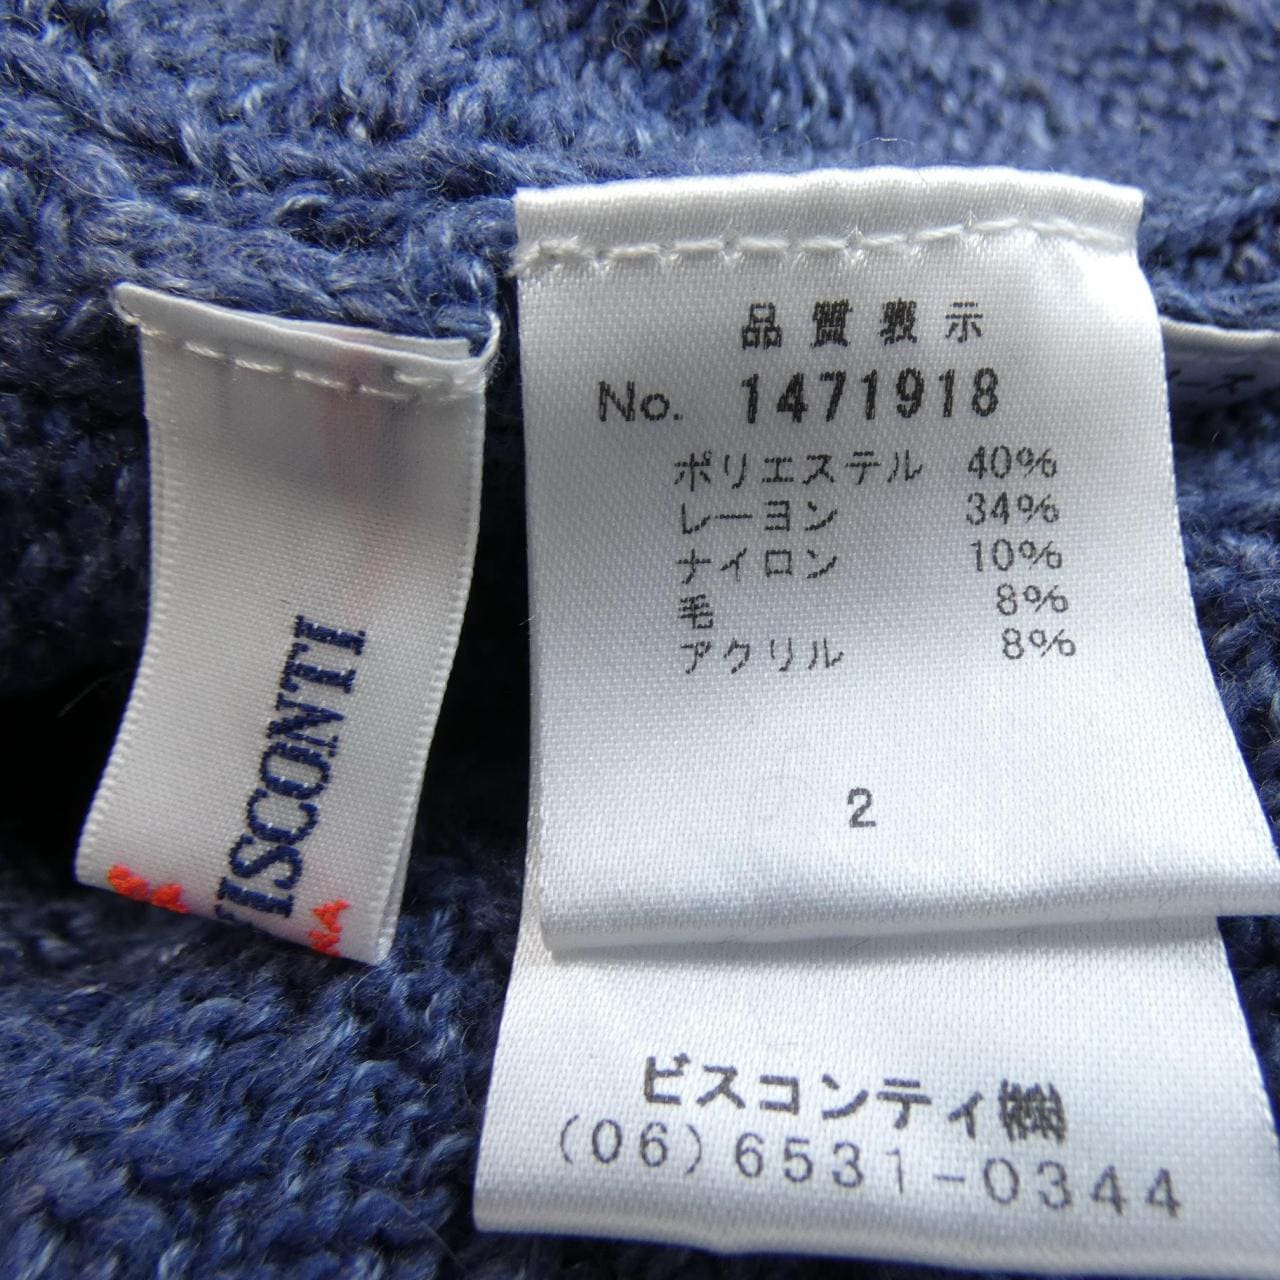 品質表示
No. 1471918
ポリエステル 40%
レーヨン 34%
ナイロン 10%
毛 8%
アクリル 8%
2
ビスコンティ㈱
(06)6531-0344
VISCONTI